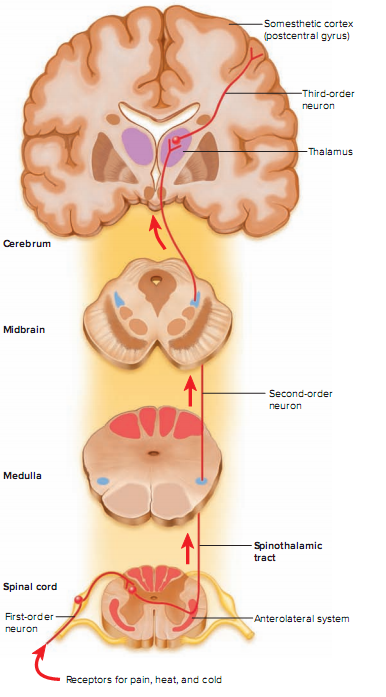 Somesthetic cortex
(postcentral gyrus)
Third-order
neuron
Thalamus
Cerebrum
Midbrain
Second-order
neuron
Medulla
Spinothalamic
tract
Spinal cord
First-order
neuron
Anterolateral system
Receptors for pain, heat, and cold